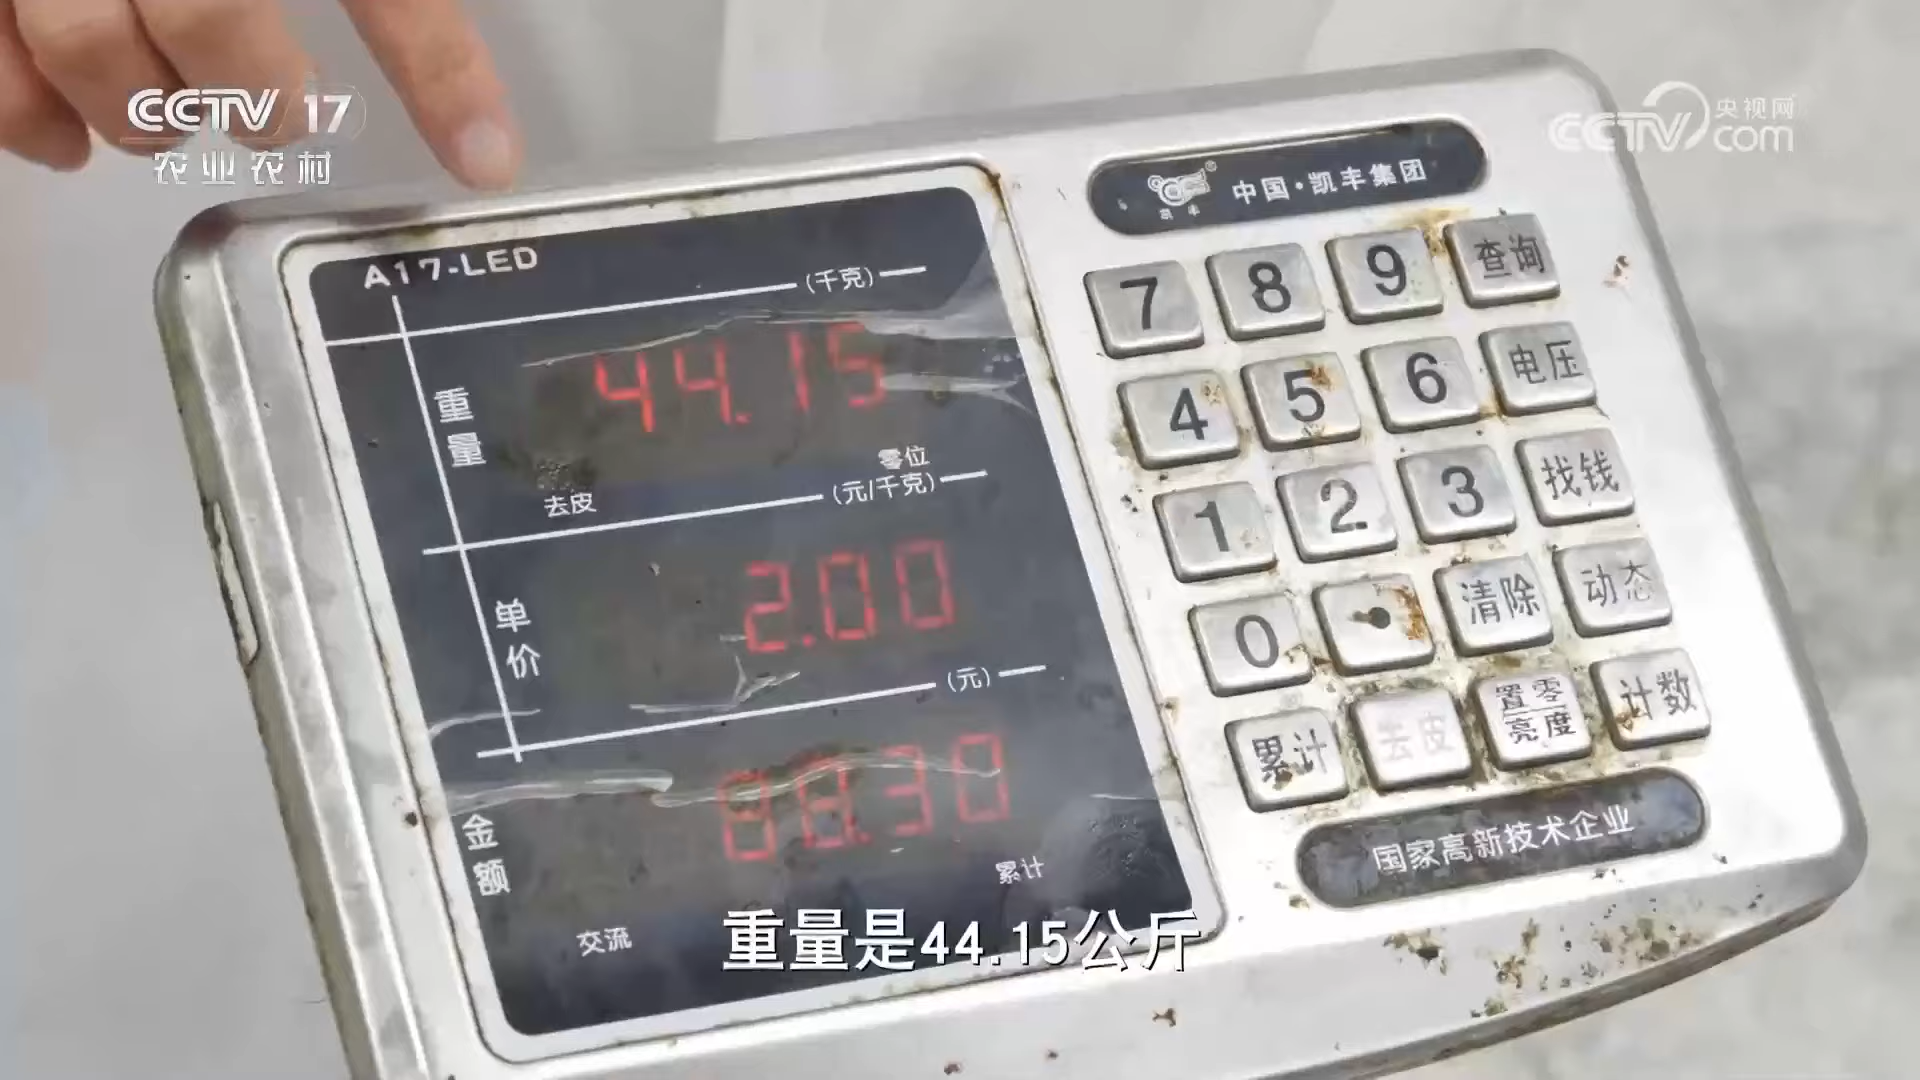 CCTV 17
农业农村
央视网
CCTV com
中国·凯丰集团
凯丰
A17-LED
(千克)
重量
44.15
去皮
零位
(元/千克)
单价
2.00
(元)
金额
88.30
累计
交流
7 8 9 查询
4 5 6 电压
1 2 3 找钱
0 . 清除 动态
累计 去皮 置零 亮度 计数
国家高新技术企业
重量是44.15公斤